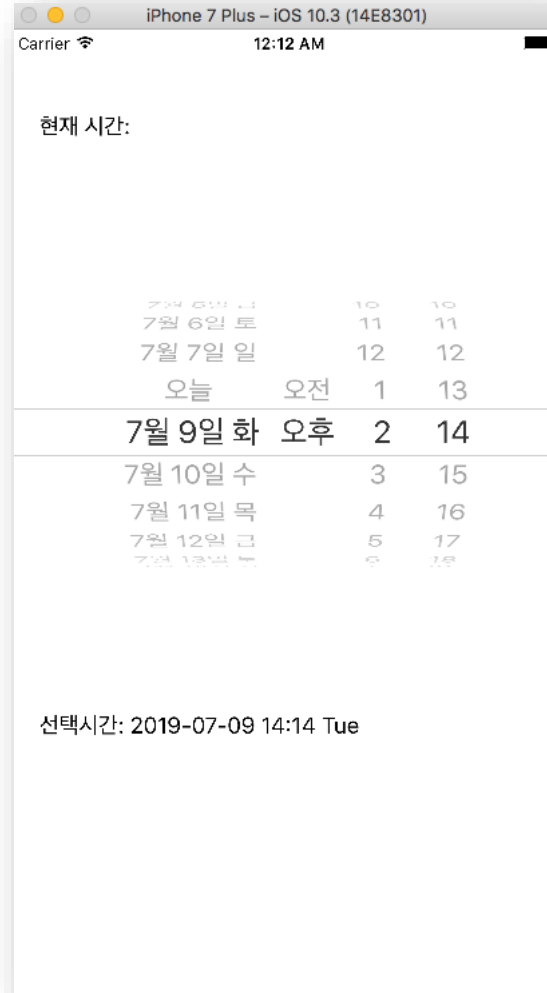 iPhone 7 Plus – iOS 10.3 (14E8301)
Carrier 12:12 AM
현재 시간:
7월 6일 토 11 11
7월 7일 일 12 12
오늘 오전 1 13
7월 9일 화 오후 2 14
7월 10일 수 3 15
7월 11일 목 4 16
7월 12일 금 5 17
선택시간: 2019-07-09 14:14 Tue